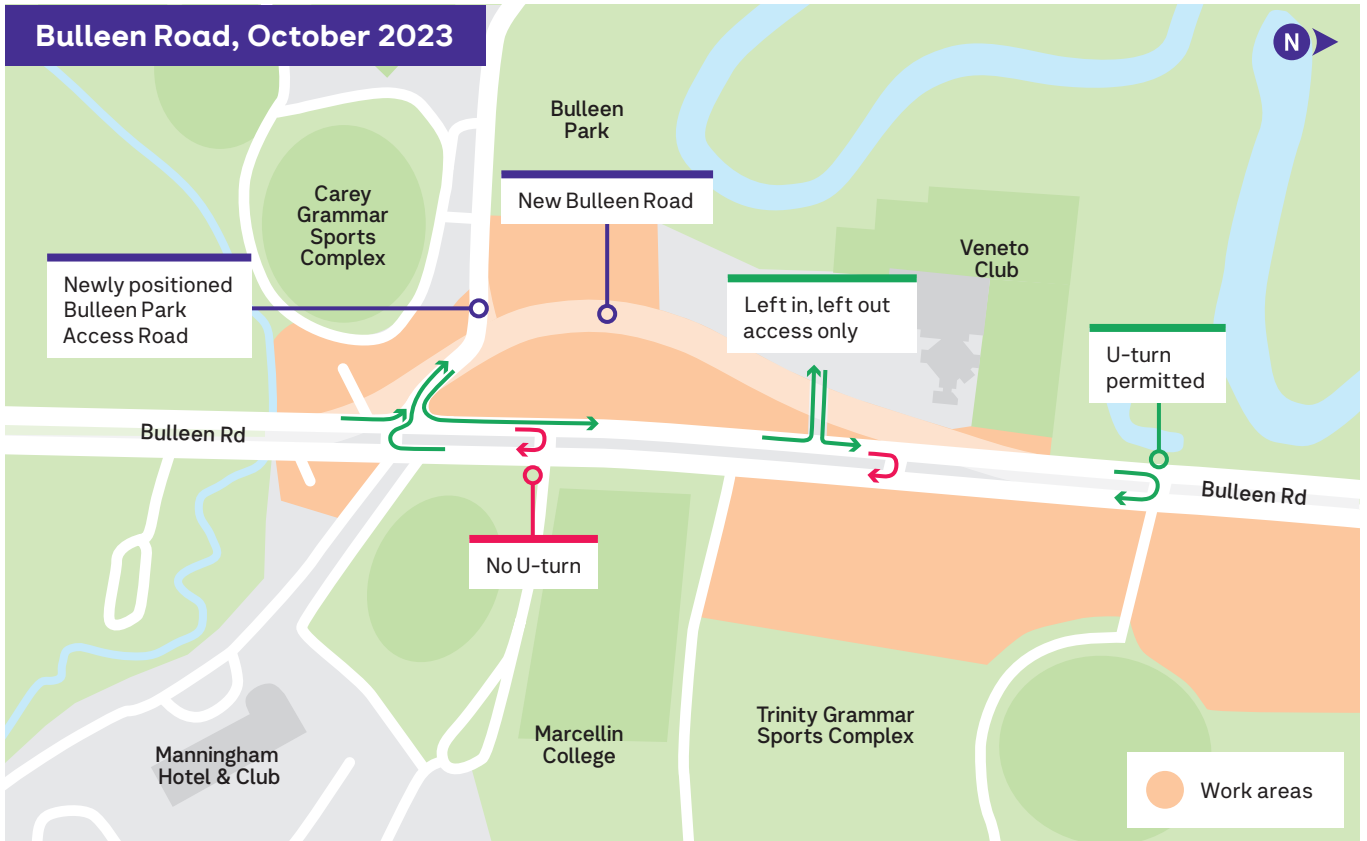 Bulleen Road, October 2023
N
Bulleen
Park
Carey
Grammar
Sports
Complex
New Bulleen Road
Veneto
Club
Newly positioned
Bulleen Park
Access Road
Left in, left out
access only
U-turn
permitted
Bulleen Rd
Bulleen Rd
No U-turn
Marcellin
College
Trinity Grammar
Sports Complex
Manningham
Hotel & Club
Work areas